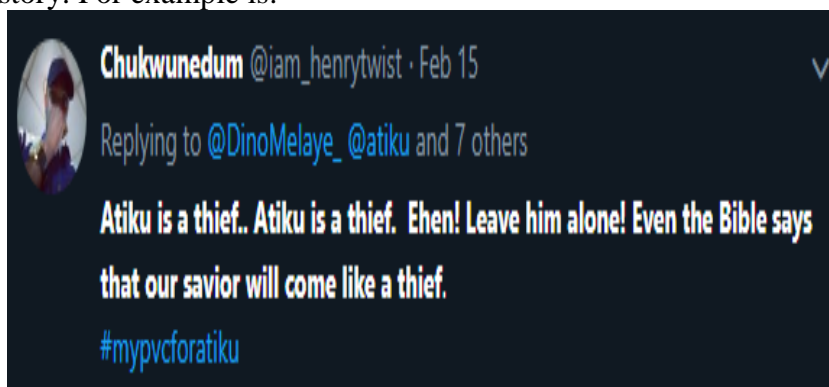 story. For example is:
Chukwunedum @iam_henrytwist · Feb 15
Replying to @DinoMelaye_ @atiku and 7 others
Atiku is a thief.. Atiku is a thief. Ehen! Leave him alone! Even the Bible says
that our savior will come like a thief.
#mypvcforatiku